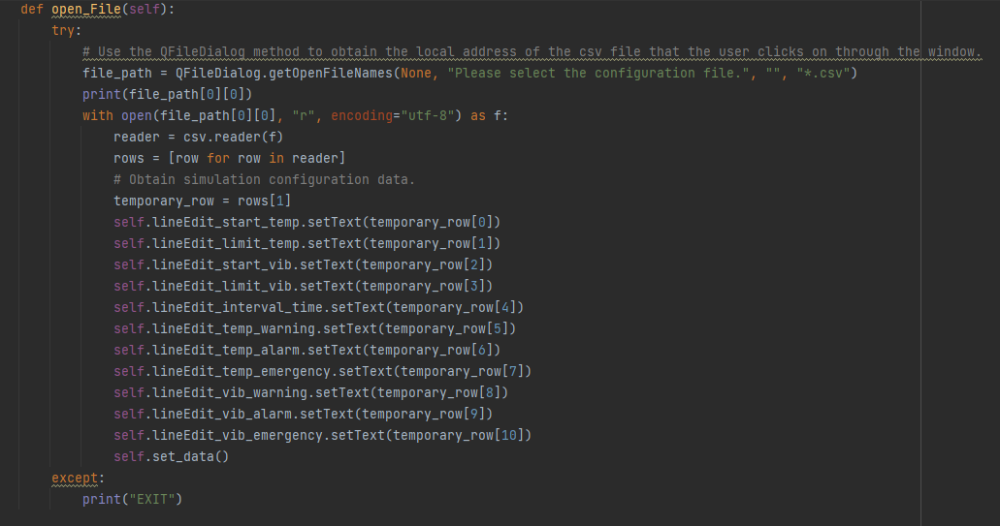 def open_File(self):
    try:
        # Use the QFileDialog method to obtain the local address of the csv file that the user clicks on through the window.
        file_path = QFileDialog.getOpenFileNames(None, "Please select the configuration file.", "", "*.csv")
        print(file_path[0][0])
        with open(file_path[0][0], "r", encoding="utf-8") as f:
            reader = csv.reader(f)
            rows = [row for row in reader]
            # Obtain simulation configuration data.
            temporary_row = rows[1]
            self.lineEdit_start_temp.setText(temporary_row[0])
            self.lineEdit_limit_temp.setText(temporary_row[1])
            self.lineEdit_start_vib.setText(temporary_row[2])
            self.lineEdit_limit_vib.setText(temporary_row[3])
            self.lineEdit_interval_time.setText(temporary_row[4])
            self.lineEdit_temp_warning.setText(temporary_row[5])
            self.lineEdit_temp_alarm.setText(temporary_row[6])
            self.lineEdit_temp_emergency.setText(temporary_row[7])
            self.lineEdit_vib_warning.setText(temporary_row[8])
            self.lineEdit_vib_alarm.setText(temporary_row[9])
            self.lineEdit_vib_emergency.setText(temporary_row[10])
            self.set_data()
    except:
        print("EXIT")